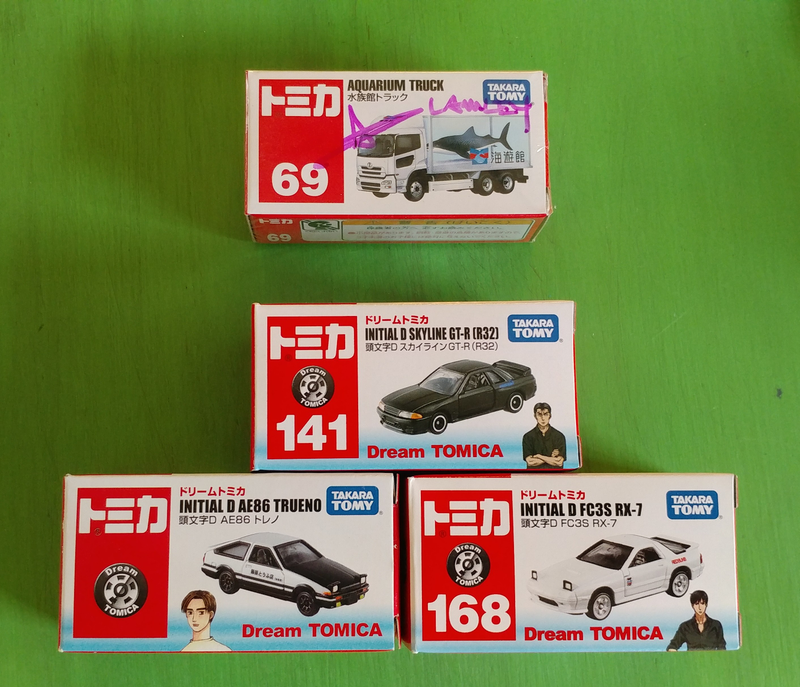 トミカ
69
AQUARIUM TRUCK
水族館トラック
TAKARA
TOMY
LAMLEY
海遊館
トミカ
69
トミカ
Dream
TOMICA
141
ドリームトミカ
INITIAL D SKYLINE GT-R (R32)
頭文字D スカイラインGT-R (R32)
TAKARA
TOMY
Dream TOMICA
トミカ
Dream
TOMICA
ドリームトミカ
INITIAL D AE86 TRUENO
頭文字D AE86 トレノ
TAKARA
TOMY
Dream TOMICA
トミカ
Dream
TOMICA
168
ドリームトミカ
INITIAL D FC3S RX-7
頭文字D FC3S RX-7
TAKARA
TOMY
Dream TOMICA